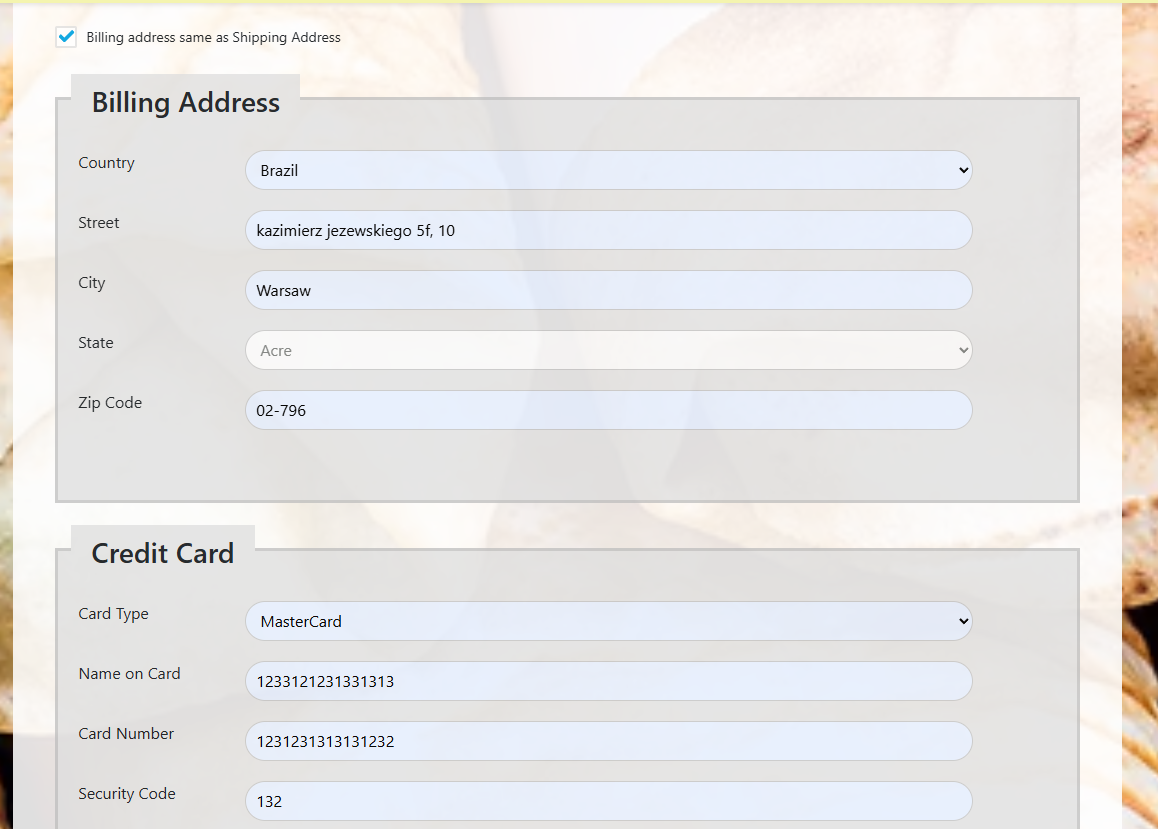 Billing address same as Shipping Address
Billing Address
Country
Brazil
Street
kazimierz jezewskiego 5f, 10
City
Warsaw
State
Acre
Zip Code
02-796
Credit Card
Card Type
MasterCard
Name on Card
1233121231331313
Card Number
1231231313131232
Security Code
132